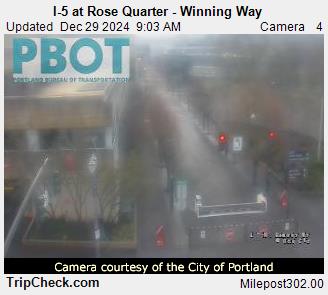 I-5 at Rose Quarter - Winning Way
Updated Dec 29 2024 9:03 AM Camera 4
PBOT
PORTLAND BUREAU OF TRANSPORTATION
Camera courtesy of the City of Portland
TripCheck.com Milepost302.00